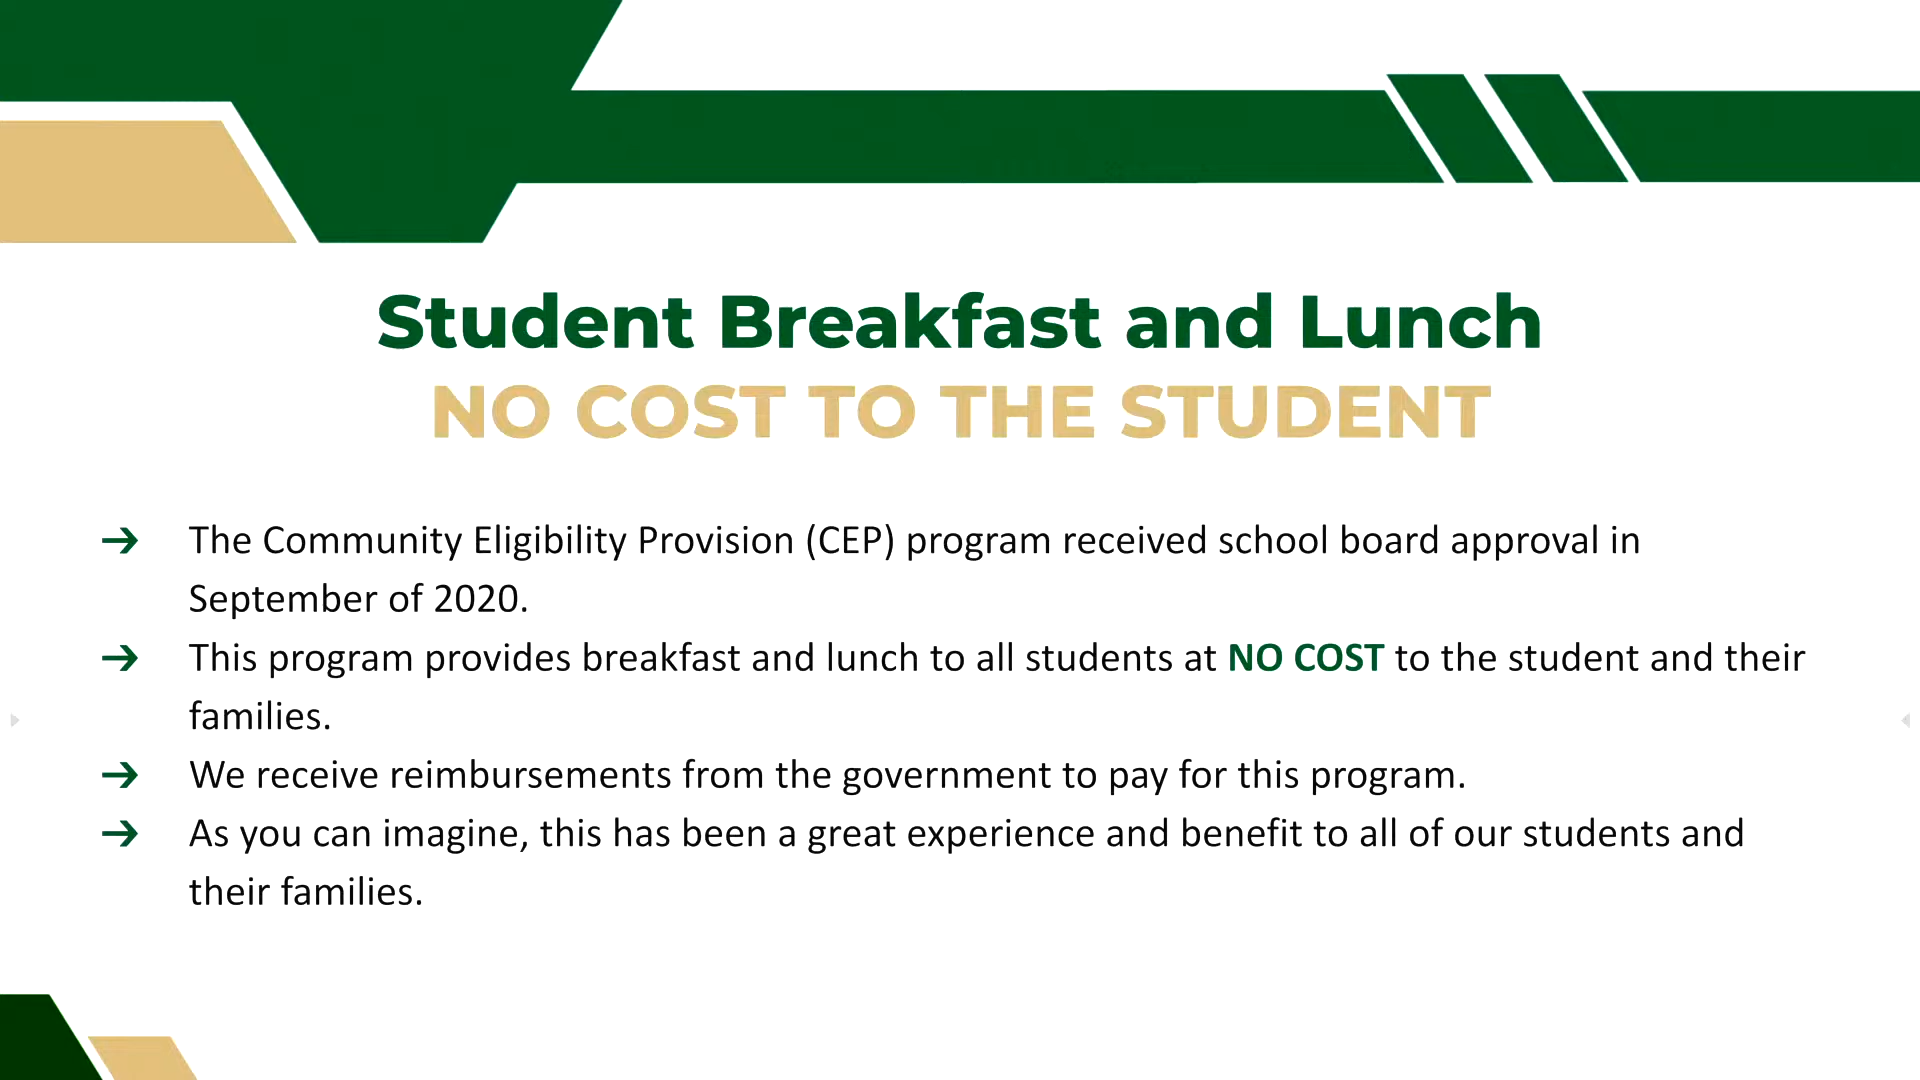 Student Breakfast and Lunch
NO COST TO THE STUDENT
➔ The Community Eligibility Provision (CEP) program received school board approval in
September of 2020.
➔ This program provides breakfast and lunch to all students at NO COST to the student and their
families.
➔ We receive reimbursements from the government to pay for this program.
➔ As you can imagine, this has been a great experience and benefit to all of our students and
their families.